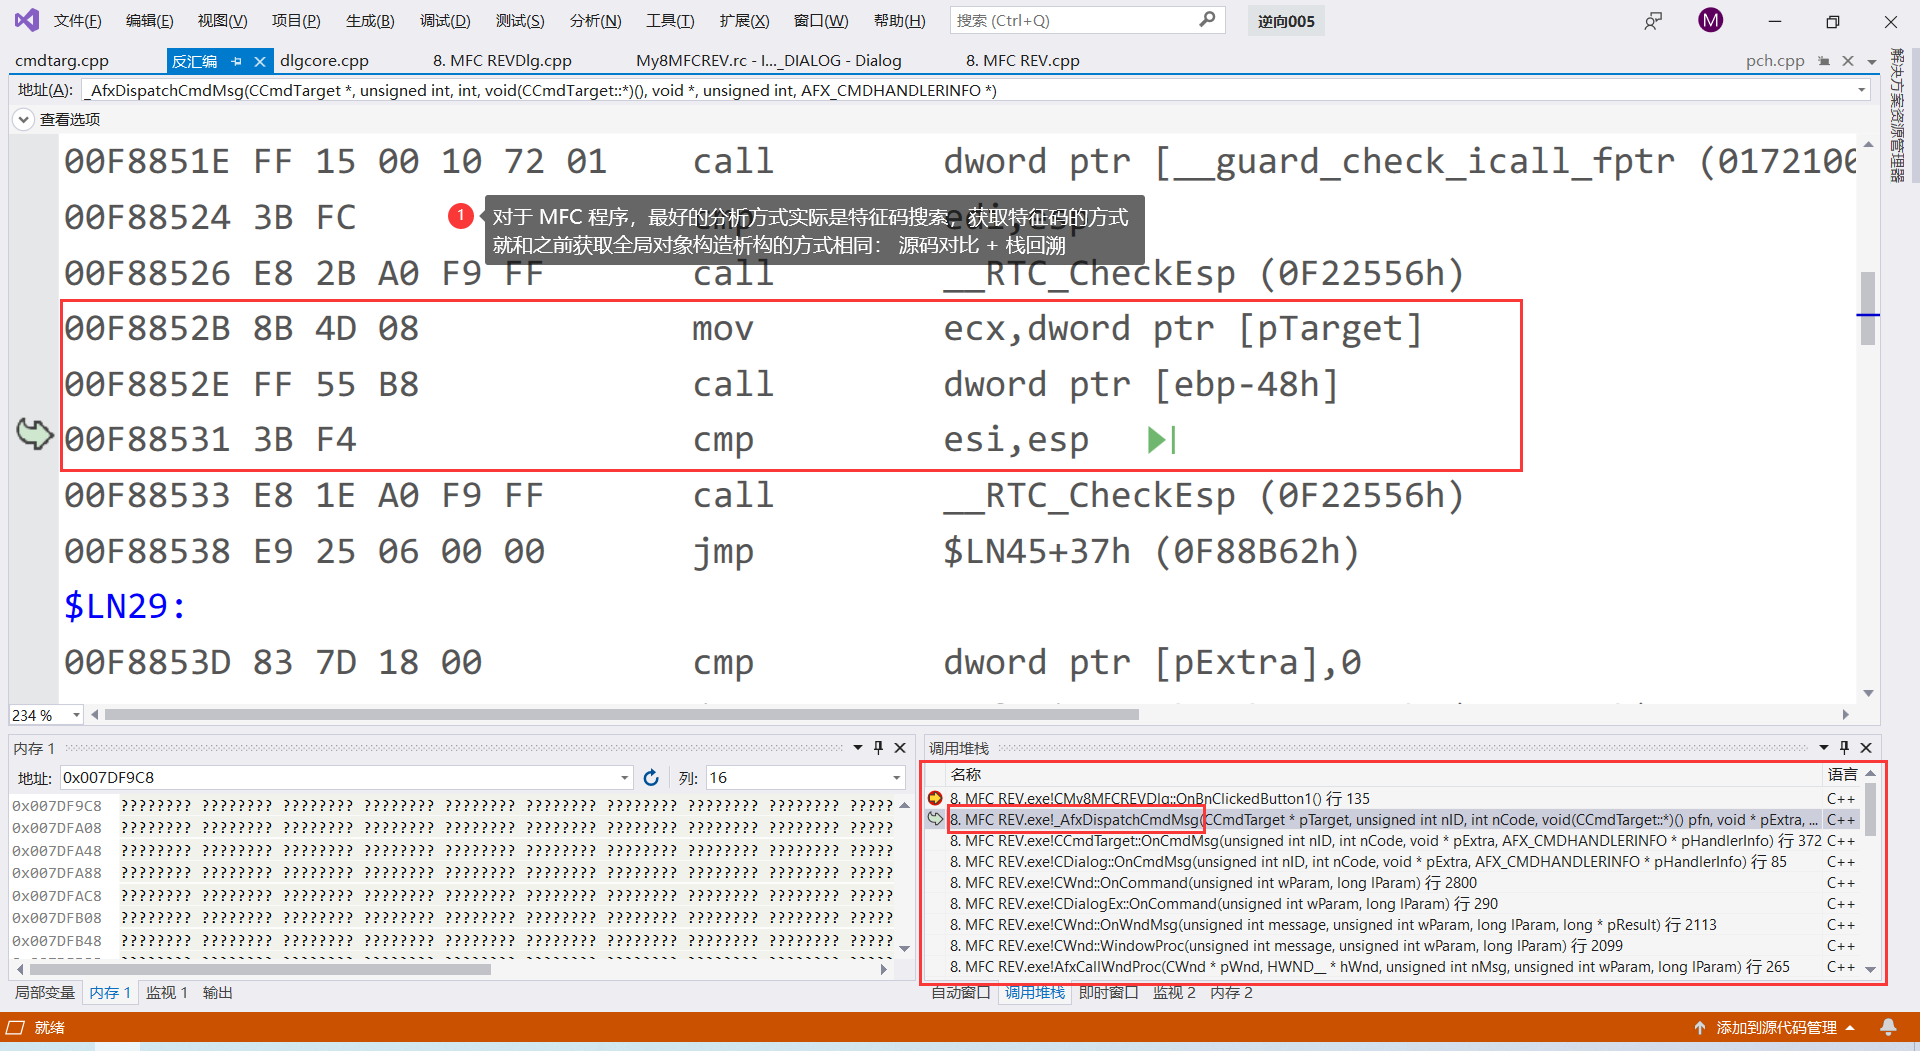 文件(F) 编辑(E) 视图(V) 项目(P) 生成(B) 调试(D) 测试(S) 分析(N) 工具(T) 扩展(X) 窗口(W) 帮助(H) 搜索 (Ctrl+Q) 逆向005 M
cmdtarg.cpp 反汇编 dlgcore.cpp 8. MFC REVDlg.cpp My8MFCREV.rc - I..._DIALOG - Dialog 8. MFC REV.cpp pch.cpp
解决方案资源管理器
地址(A): _AfxDispatchCmdMsg(CCmdTarget *, unsigned int, int, void(CCmdTarget::*)(), void *, unsigned int, AFX_CMDHANDLERINFO *)
查看选项
00F8851E FF 15 00 10 72 01 call dword ptr [__guard_check_icall_fptr (0172100
00F88524 3B FC cmp edi,esp
1 对于 MFC 程序，最好的分析方式实际是特征码搜索，获取特征码的方式
就和之前获取全局对象构造析构的方式相同： 源码对比 + 栈回溯
00F88526 E8 2B A0 F9 FF call __RTC_CheckEsp (0F22556h)
00F8852B 8B 4D 08 mov ecx,dword ptr [pTarget]
00F8852E FF 55 B8 call dword ptr [ebp-48h]
00F88531 3B F4 cmp esi,esp
00F88533 E8 1E A0 F9 FF call __RTC_CheckEsp (0F22556h)
00F88538 E9 25 06 00 00 jmp $LN45+37h (0F88B62h)
$LN29:
00F8853D 83 7D 18 00 cmp dword ptr [pExtra],0
234 %
内存 1
地址: 0x007DF9C8 列: 16
0x007DF9C8 ???????? ???????? ???????? ???????? ???????? ???????? ???????? ???????? ???????? ?????
0x007DFA08 ???????? ???????? ???????? ???????? ???????? ???????? ???????? ???????? ???????? ?????
0x007DFA48 ???????? ???????? ???????? ???????? ???????? ???????? ???????? ???????? ???????? ?????
0x007DFA88 ???????? ???????? ???????? ???????? ???????? ???????? ???????? ???????? ???????? ?????
0x007DFAC8 ???????? ???????? ???????? ???????? ???????? ???????? ???????? ???????? ???????? ?????
0x007DFB08 ???????? ???????? ???????? ???????? ???????? ???????? ???????? ???????? ???????? ?????
0x007DFB48 ???????? ???????? ???????? ???????? ???????? ???????? ???????? ???????? ???????? ?????
局部变量 内存 1 监视 1 输出
调用堆栈
名称 语言
8. MFC REV.exe!CMy8MFCREVDlg::OnBnClickedButton1() 行 135 C++
8. MFC REV.exe!_AfxDispatchCmdMsg(CCmdTarget * pTarget, unsigned int nID, int nCode, void(CCmdTarget::*)() pfn, void * pExtra, ... C++
8. MFC REV.exe!CCmdTarget::OnCmdMsg(unsigned int nID, int nCode, void * pExtra, AFX_CMDHANDLERINFO * pHandlerInfo) 行 372 C++
8. MFC REV.exe!CDialog::OnCmdMsg(unsigned int nID, int nCode, void * pExtra, AFX_CMDHANDLERINFO * pHandlerInfo) 行 85 C++
8. MFC REV.exe!CWnd::OnCommand(unsigned int wParam, long lParam) 行 2800 C++
8. MFC REV.exe!CDialogEx::OnCommand(unsigned int wParam, long lParam) 行 290 C++
8. MFC REV.exe!CWnd::OnWndMsg(unsigned int message, unsigned int wParam, long lParam, long * pResult) 行 2113 C++
8. MFC REV.exe!CWnd::WindowProc(unsigned int message, unsigned int wParam, long lParam) 行 2099 C++
8. MFC REV.exe!AfxCallWndProc(CWnd * pWnd, HWND__ * hWnd, unsigned int nMsg, unsigned int wParam, long lParam) 行 265 C++
自动窗口 调用堆栈 即时窗口 监视 2 内存 2
就绪 添加到源代码管理